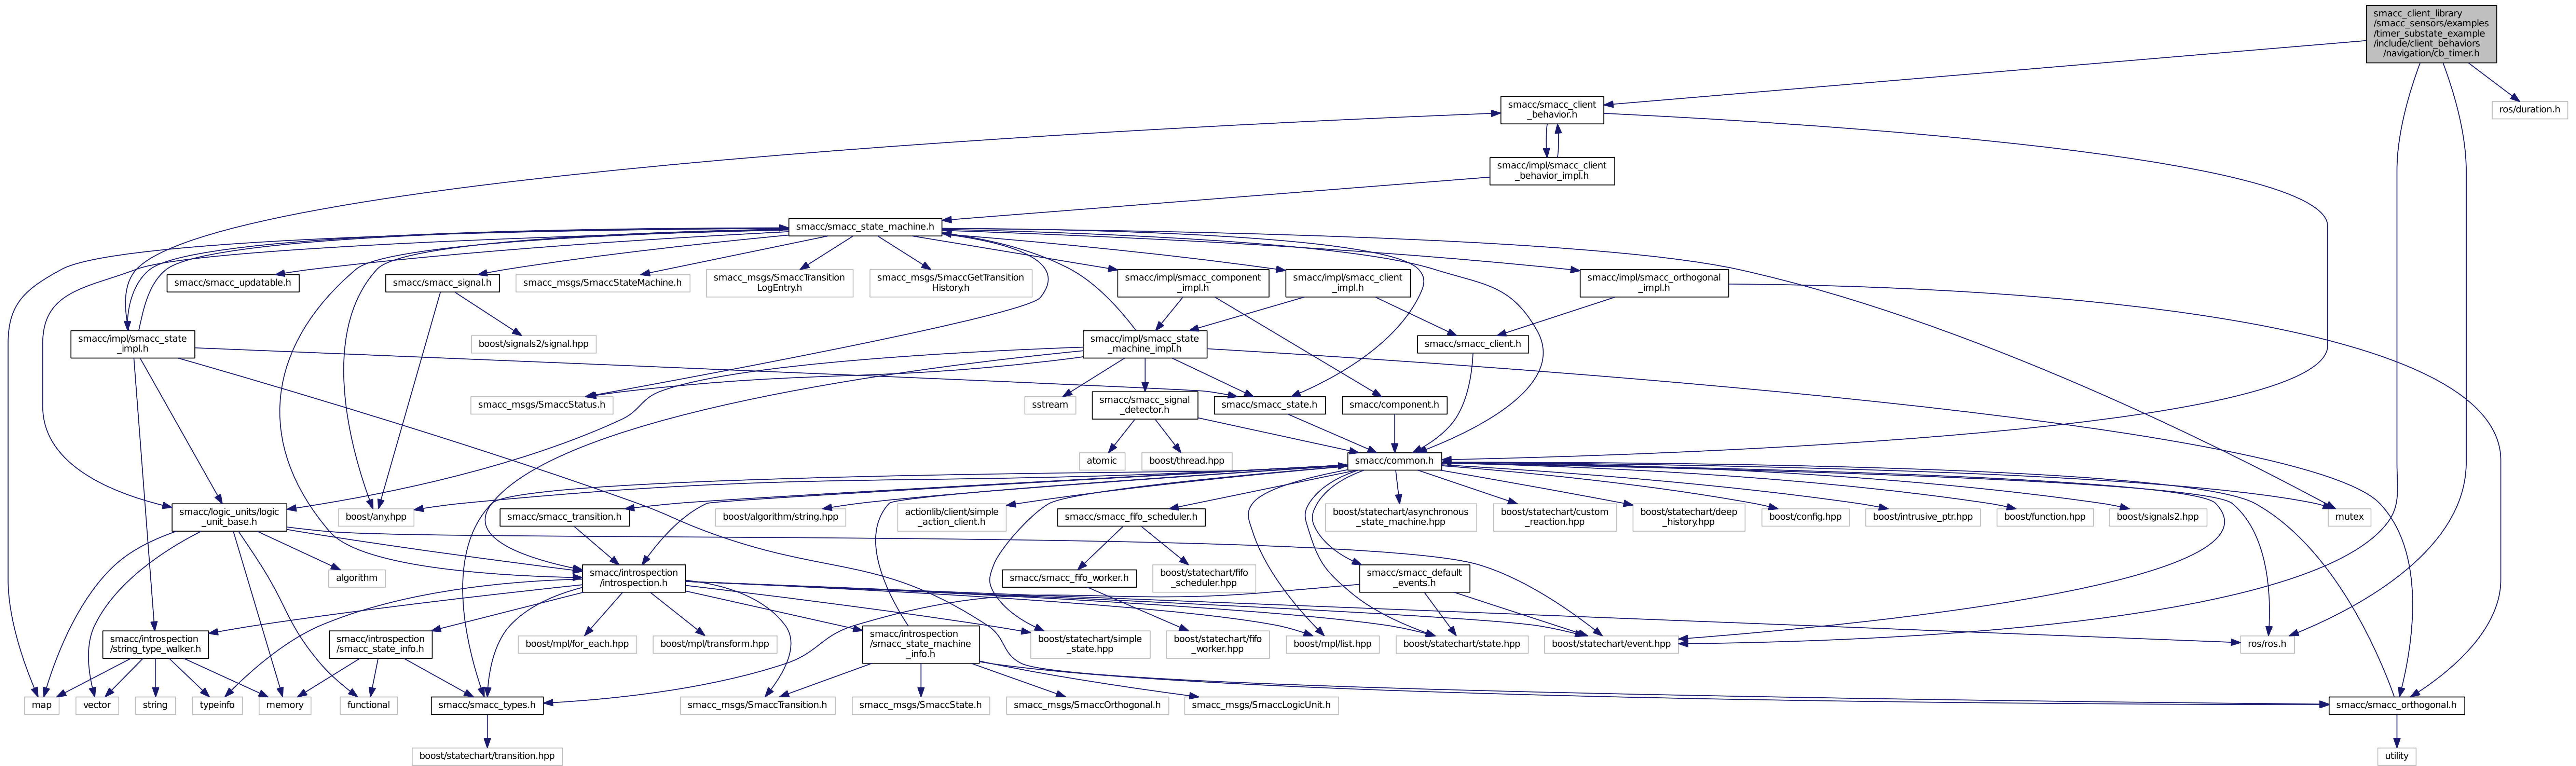 smacc_client_library
/smacc_sensors/examples
/timer_substate_example
/include/client_behaviors
/navigation/cb_timer.h
smacc/smacc_client
_behavior.h
ros/duration.h
smacc/impl/smacc_client
_behavior_impl.h
smacc/smacc_state_machine.h
smacc/smacc_updatable.h
smacc/smacc_signal.h
smacc_msgs/SmaccStateMachine.h
smacc_msgs/SmaccTransition
LogEntry.h
smacc_msgs/SmaccGetTransition
History.h
smacc/impl/smacc_component
_impl.h
smacc/impl/smacc_client
_impl.h
smacc/impl/smacc_orthogonal
_impl.h
smacc/impl/smacc_state
_impl.h
boost/signals2/signal.hpp
smacc/impl/smacc_state
_machine_impl.h
smacc/smacc_client.h
smacc_msgs/SmaccStatus.h
sstream
smacc/smacc_signal
_detector.h
smacc/smacc_state.h
smacc/component.h
atomic
boost/thread.hpp
smacc/common.h
smacc/logic_units/logic
_unit_base.h
boost/any.hpp
smacc/smacc_transition.h
boost/algorithm/string.hpp
actionlib/client/simple
_action_client.h
smacc/smacc_fifo_scheduler.h
boost/statechart/asynchronous
_state_machine.hpp
boost/statechart/custom
_reaction.hpp
boost/statechart/deep
_history.hpp
boost/config.hpp
boost/intrusive_ptr.hpp
boost/function.hpp
boost/signals2.hpp
mutex
algorithm
smacc/introspection
/introspection.h
smacc/smacc_fifo_worker.h
boost/statechart/fifo
_scheduler.hpp
smacc/smacc_default
_events.h
smacc/introspection
/string_type_walker.h
smacc/introspection
/smacc_state_info.h
boost/mpl/for_each.hpp
boost/mpl/transform.hpp
smacc/introspection
/smacc_state_machine
_info.h
boost/statechart/simple
_state.hpp
boost/statechart/fifo
_worker.hpp
boost/mpl/list.hpp
boost/statechart/state.hpp
boost/statechart/event.hpp
ros/ros.h
map
vector
string
typeinfo
memory
functional
smacc/smacc_types.h
smacc_msgs/SmaccTransition.h
smacc_msgs/SmaccState.h
smacc_msgs/SmaccOrthogonal.h
smacc_msgs/SmaccLogicUnit.h
smacc/smacc_orthogonal.h
boost/statechart/transition.hpp
utility